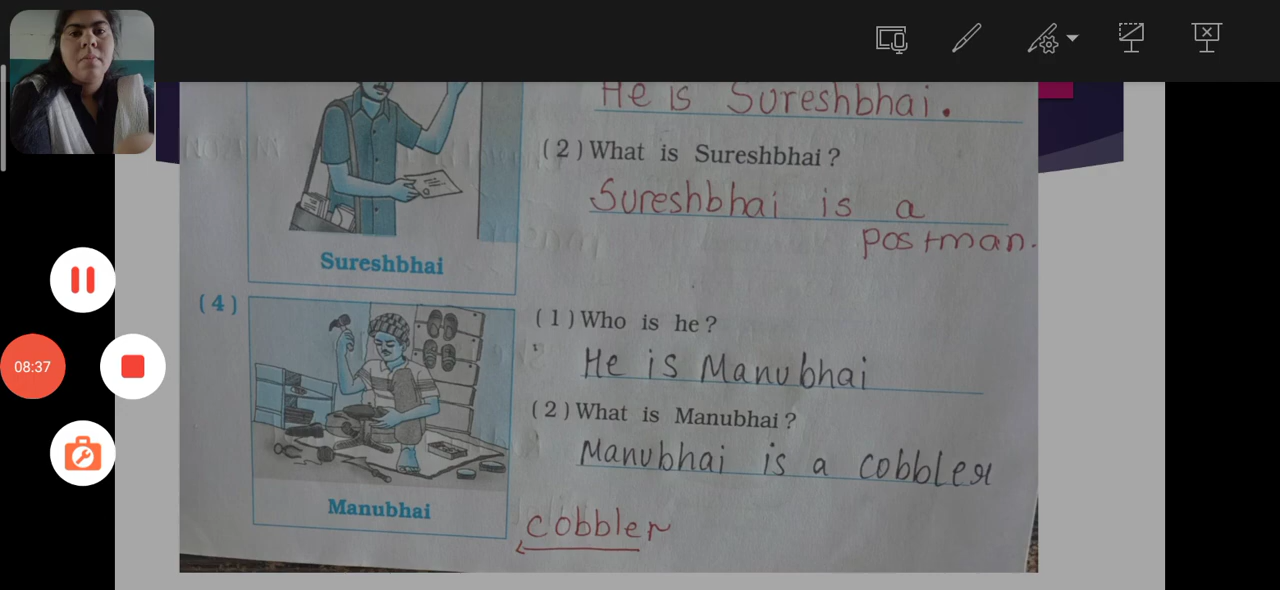 He is Sureshbhai.
(2) What is Sureshbhai?
Sureshbhai is a
postman.
Sureshbhai
(4)
(1) Who is he?
He is Manubhai
(2) What is Manubhai?
Manubhai is a cobbler
Manubhai
cobbler
08:37